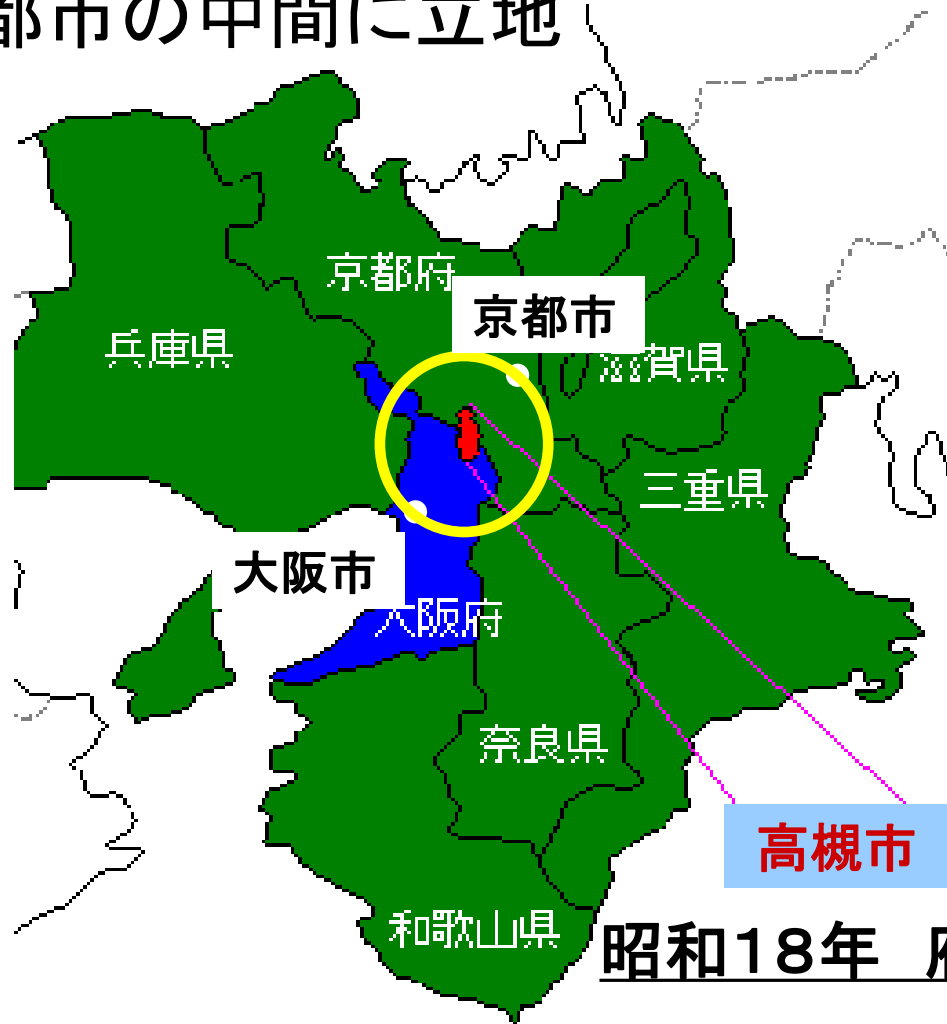 都市の中間に立地
京都府
京都市
兵庫県
滋賀県
三重県
大阪市
大阪府
奈良県
高槻市
和歌山県
昭和18年